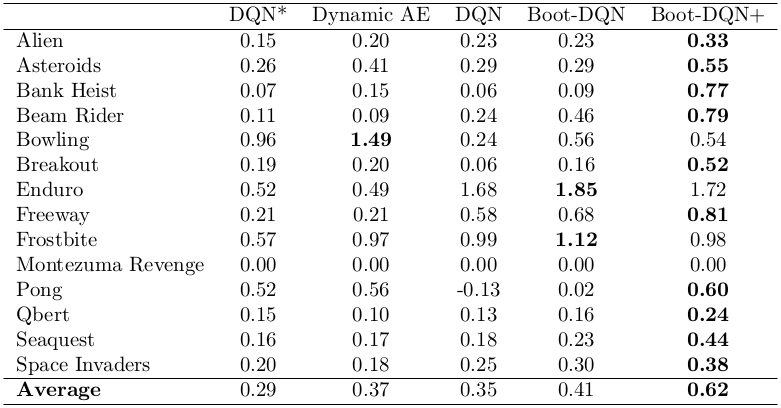 DQN* Dynamic AE DQN Boot-DQN Boot-DQN+
Alien 0.15 0.20 0.23 0.23 0.33
Asteroids 0.26 0.41 0.29 0.29 0.55
Bank Heist 0.07 0.15 0.06 0.09 0.77
Beam Rider 0.11 0.09 0.24 0.46 0.79
Bowling 0.96 1.49 0.24 0.56 0.54
Breakout 0.19 0.20 0.06 0.16 0.52
Enduro 0.52 0.49 1.68 1.85 1.72
Freeway 0.21 0.21 0.58 0.68 0.81
Frostbite 0.57 0.97 0.99 1.12 0.98
Montezuma Revenge 0.00 0.00 0.00 0.00 0.00
Pong 0.52 0.56 -0.13 0.02 0.60
Qbert 0.15 0.10 0.13 0.16 0.24
Seaquest 0.16 0.17 0.18 0.23 0.44
Space Invaders 0.20 0.18 0.25 0.30 0.38
Average 0.29 0.37 0.35 0.41 0.62